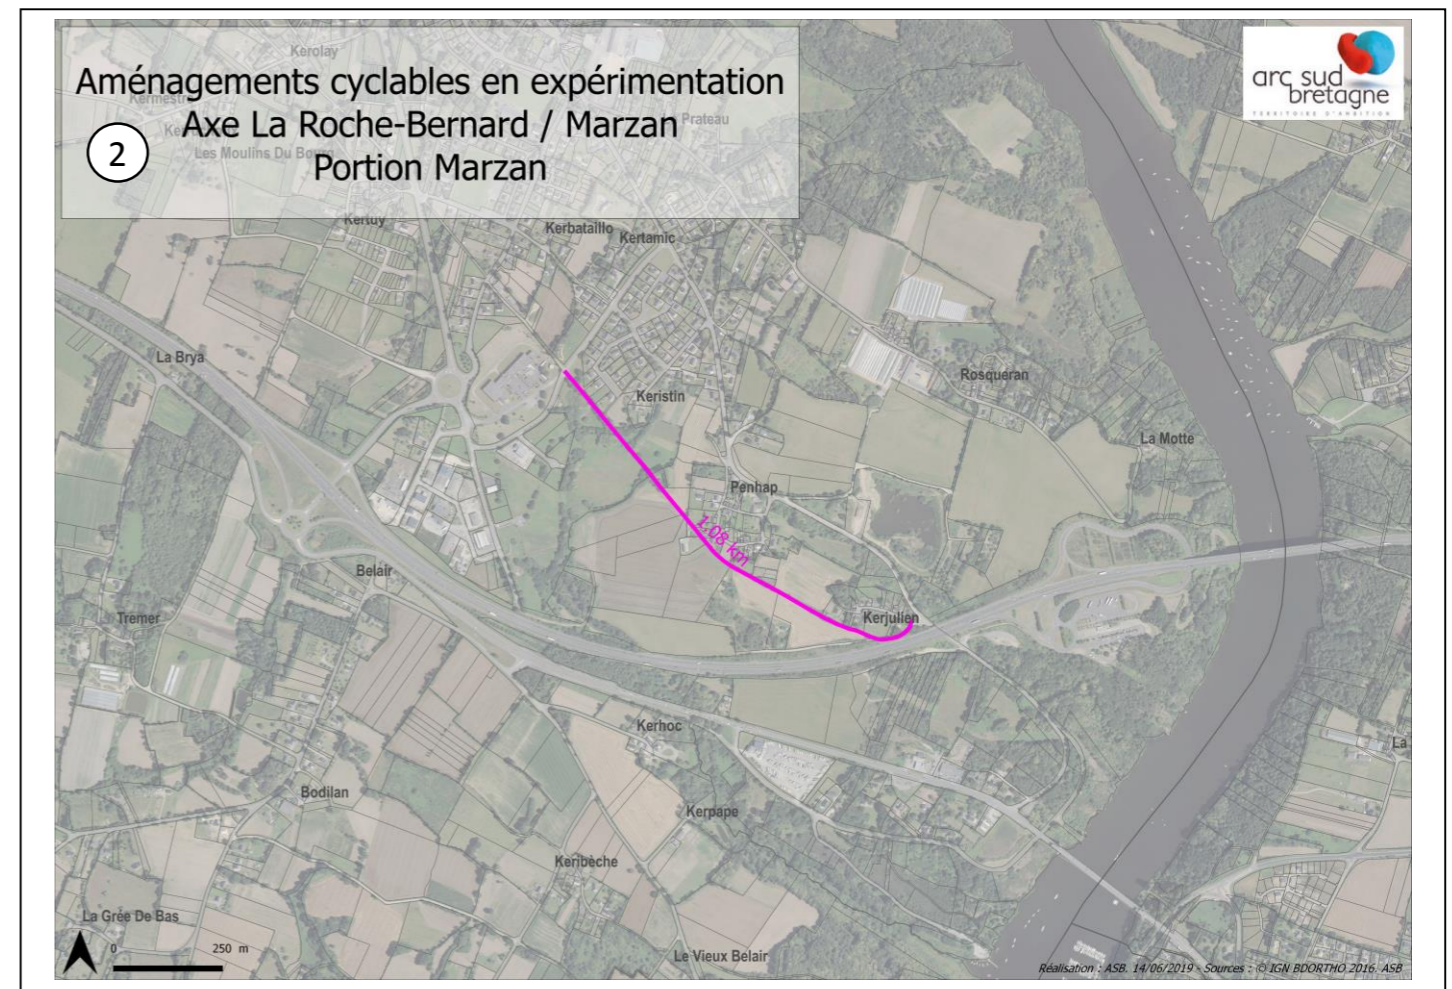 Kerolay
Aménagements cyclables en expérimentation
Axe La Roche-Bernard / Marzan
Prateau
2
Les Moulins Du Bourg
Portion Marzan
arc sud
bretagne
TERRITOIRE D'AMBITION
Kertuy
Kerbataillo
Kertamic
La Brya
Rosqueran
Keristin
La Motte
Penhap
1.08 km
Belair
Tremer
Kerjulien
Kerhoc
La
Bodilan
Kerpape
Keribèche
La Grée De Bas
0
250 m
Le Vieux Belair
Réalisation : ASB. 14/06/2019 - Sources : © IGN BDORTHO 2016. ASB